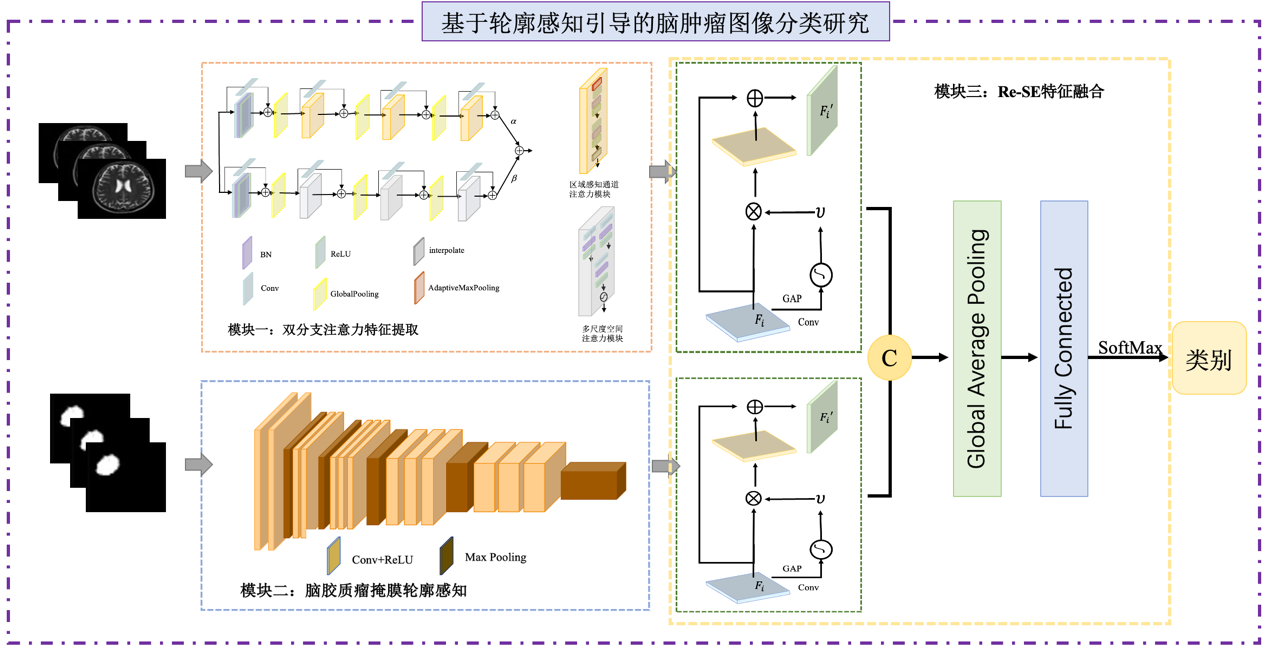 基于轮廓感知引导的脑肿瘤图像分类研究
α
β
区域感知通道
注意力模块
BN
ReLU
interpolate
Conv
GlobalPooling
AdaptiveMaxPooling
多尺度空间
注意力模块
模块一：双分支注意力特征提取
Conv+ReLU
Max Pooling
模块二：脑胶质瘤掩膜轮廓感知
模块三：Re-SE特征融合
Fi'
υ
GAP
Fi
Conv
Fi'
υ
GAP
Fi
Conv
C
Global Average Pooling
Fully Connected
SoftMax
类别